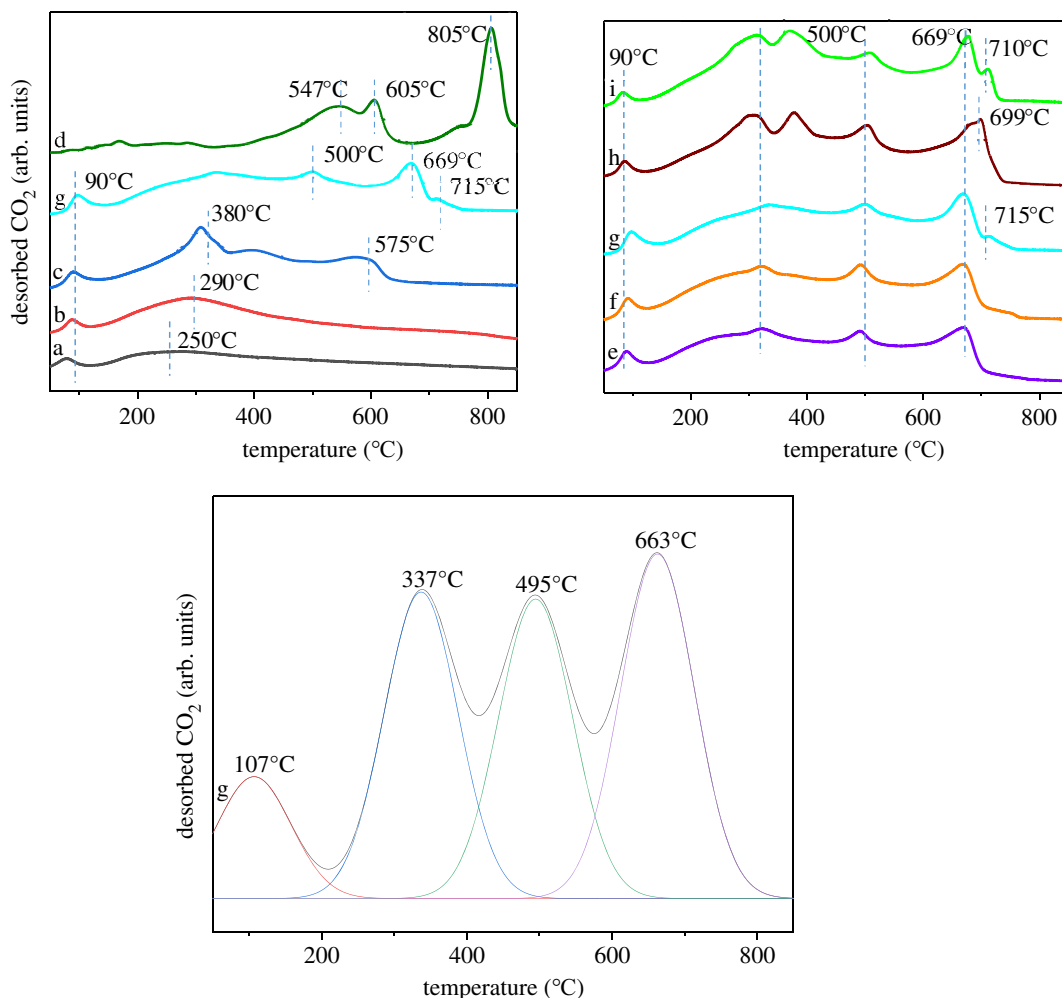 805°C
547°C
605°C
d
500°C
669°C
90°C
715°C
g
380°C
575°C
c
290°C
b
250°C
a
desorbed CO₂ (arb. units)
200 400 600 800
temperature (°C)
500°C
669°C
710°C
90°C
i
699°C
h
715°C
g
f
e
200 400 600 800
temperature (°C)
663°C
337°C
495°C
107°C
g
desorbed CO₂ (arb. units)
200 400 600 800
temperature (°C)